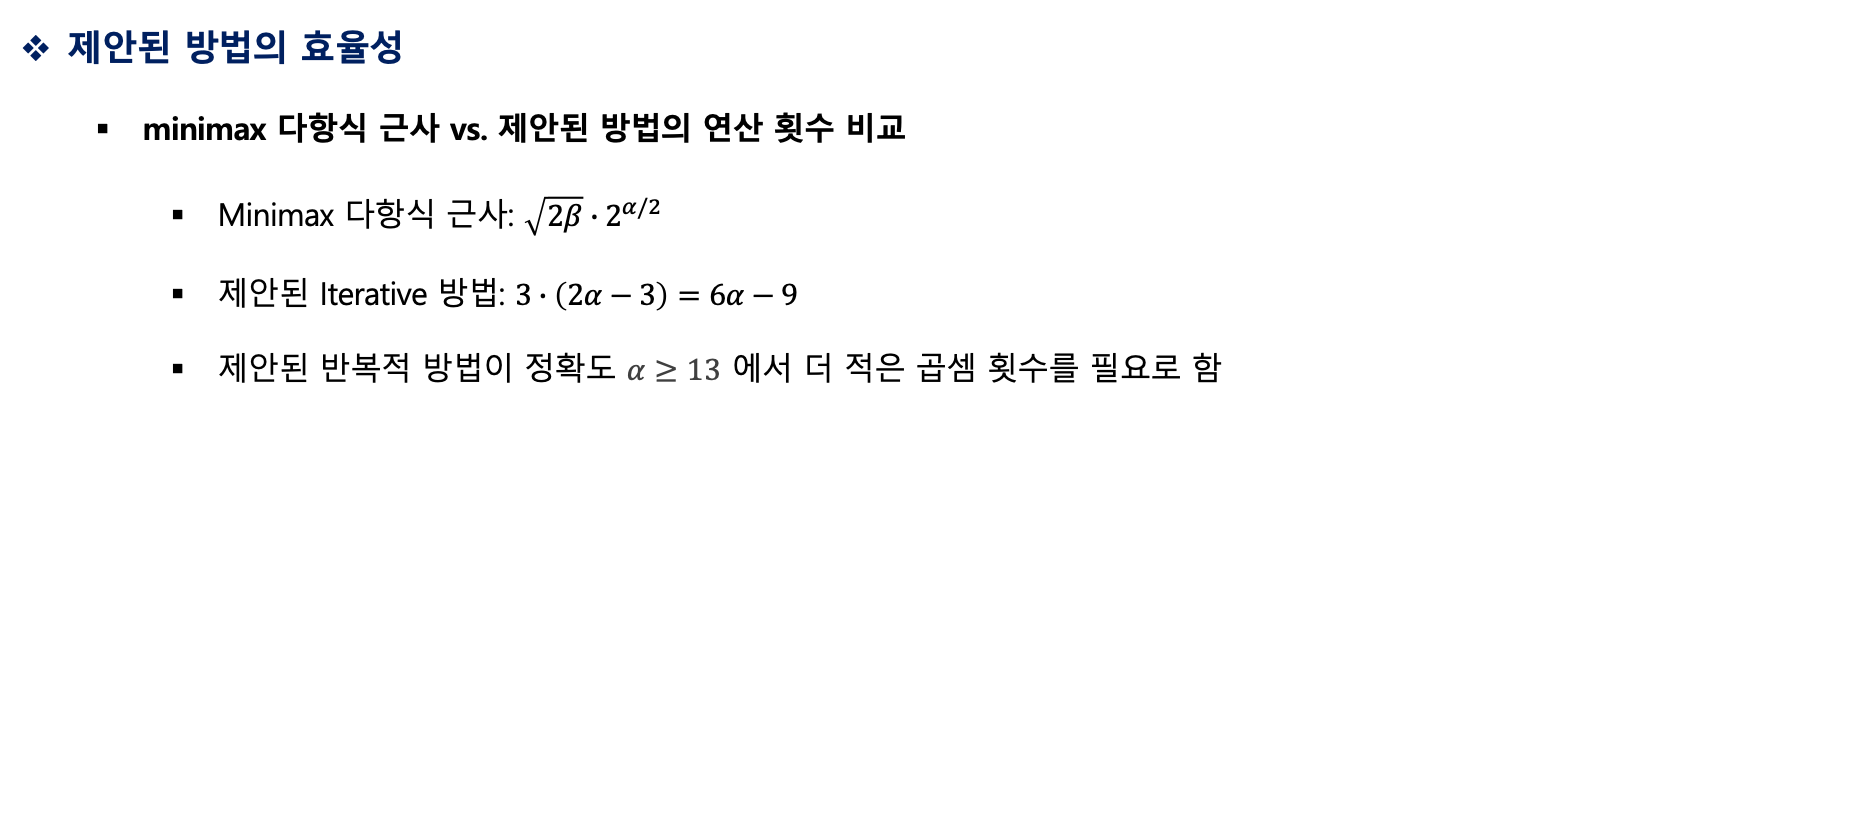 ❖ 제안된 방법의 효율성
▪ minimax 다항식 근사 vs. 제안된 방법의 연산 횟수 비교
▪ Minimax 다항식 근사: √(2β) · 2^(α/2)
▪ 제안된 Iterative 방법: 3 · (2α − 3) = 6α − 9
▪ 제안된 반복적 방법이 정확도 α ≥ 13 에서 더 적은 곱셈 횟수를 필요로 함